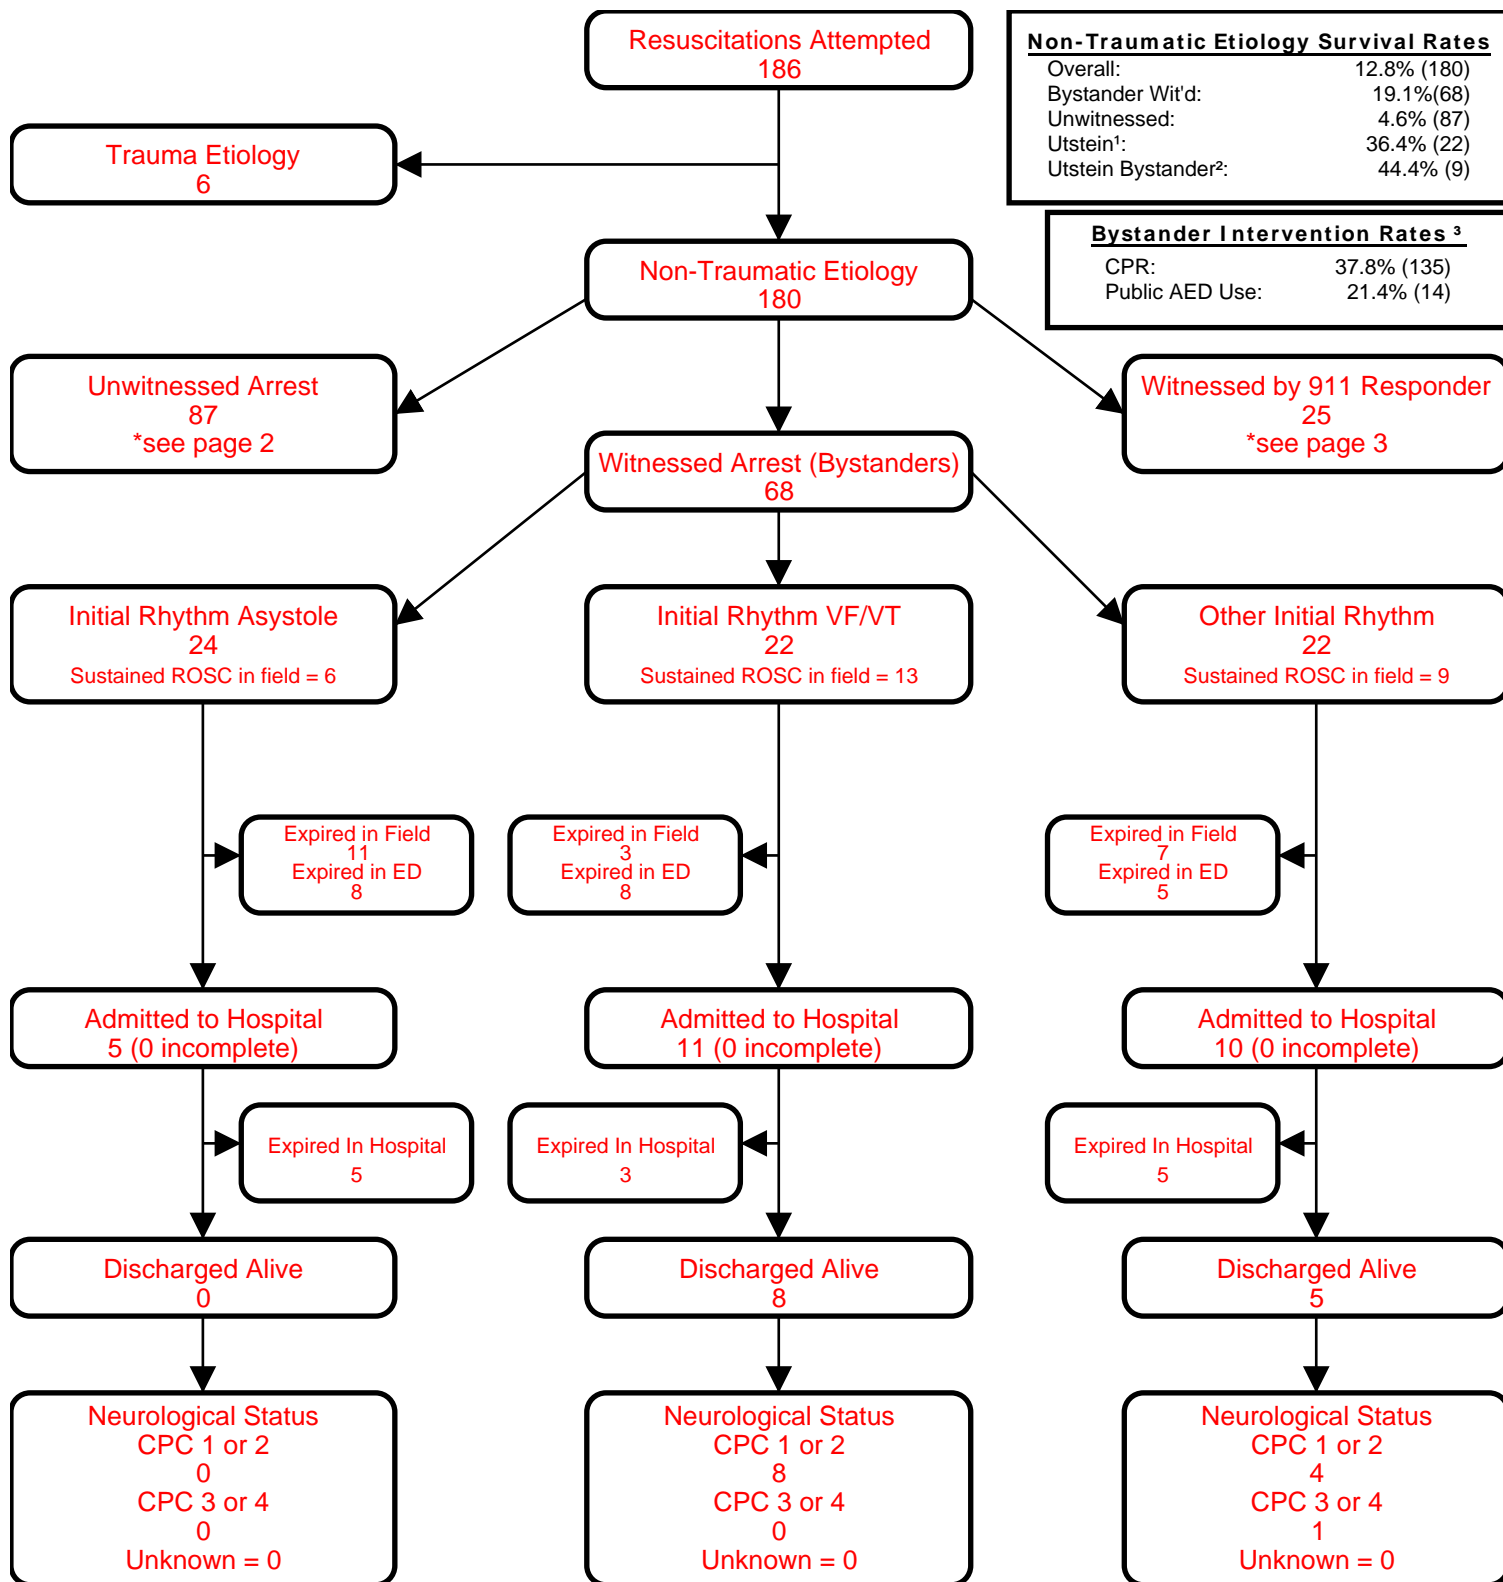 Resuscitations Attempted
186
Non-Traumatic Etiology Survival Rates
Overall: 12.8% (180)
Bystander Wit'd: 19.1%(68)
Unwitnessed: 4.6% (87)
Utstein¹: 36.4% (22)
Utstein Bystander²: 44.4% (9)
Trauma Etiology
6
Bystander Intervention Rates ³
CPR: 37.8% (135)
Public AED Use: 21.4% (14)
Non-Traumatic Etiology
180
Unwitnessed Arrest
87
*see page 2
Witnessed by 911 Responder
25
*see page 3
Witnessed Arrest (Bystanders)
68
Initial Rhythm Asystole
24
Sustained ROSC in field = 6
Initial Rhythm VF/VT
22
Sustained ROSC in field = 13
Other Initial Rhythm
22
Sustained ROSC in field = 9
Expired in Field
11
Expired in ED
8
Expired in Field
3
Expired in ED
8
Expired in Field
7
Expired in ED
5
Admitted to Hospital
5 (0 incomplete)
Admitted to Hospital
11 (0 incomplete)
Admitted to Hospital
10 (0 incomplete)
Expired In Hospital
5
Expired In Hospital
3
Expired In Hospital
5
Discharged Alive
0
Discharged Alive
8
Discharged Alive
5
Neurological Status
CPC 1 or 2
0
CPC 3 or 4
0
Unknown = 0
Neurological Status
CPC 1 or 2
8
CPC 3 or 4
0
Unknown = 0
Neurological Status
CPC 1 or 2
4
CPC 3 or 4
1
Unknown = 0